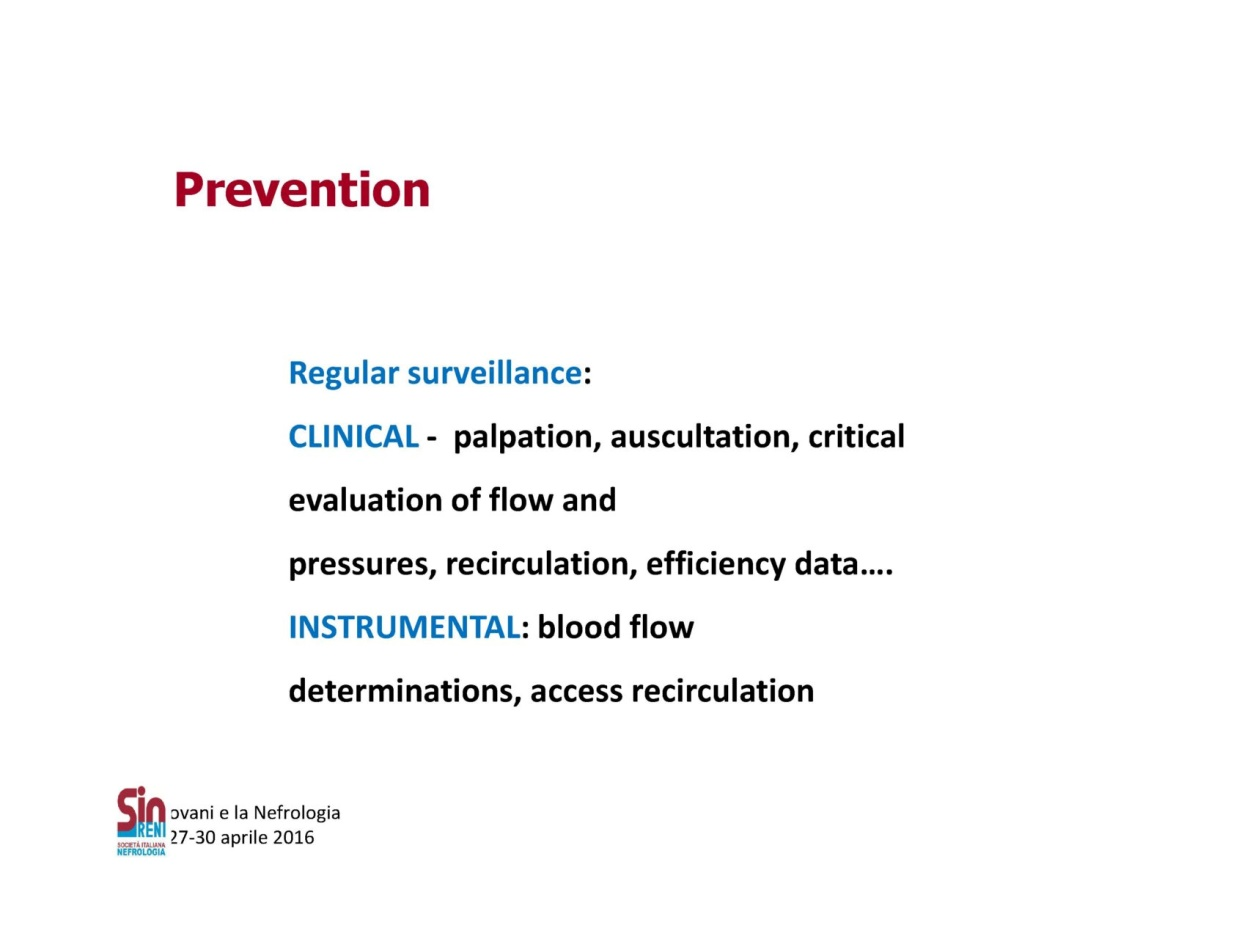 Prevention
Regular surveillance:
CLINICAL - palpation, auscultation, critical
evaluation of flow and
pressures, recirculation, efficiency data....
INSTRUMENTAL: blood flow
determinations, access recirculation
Sin
RENI
SOCIETÀ ITALIANA
NEFROLOGIA
ovani e la Nefrologia
27-30 aprile 2016